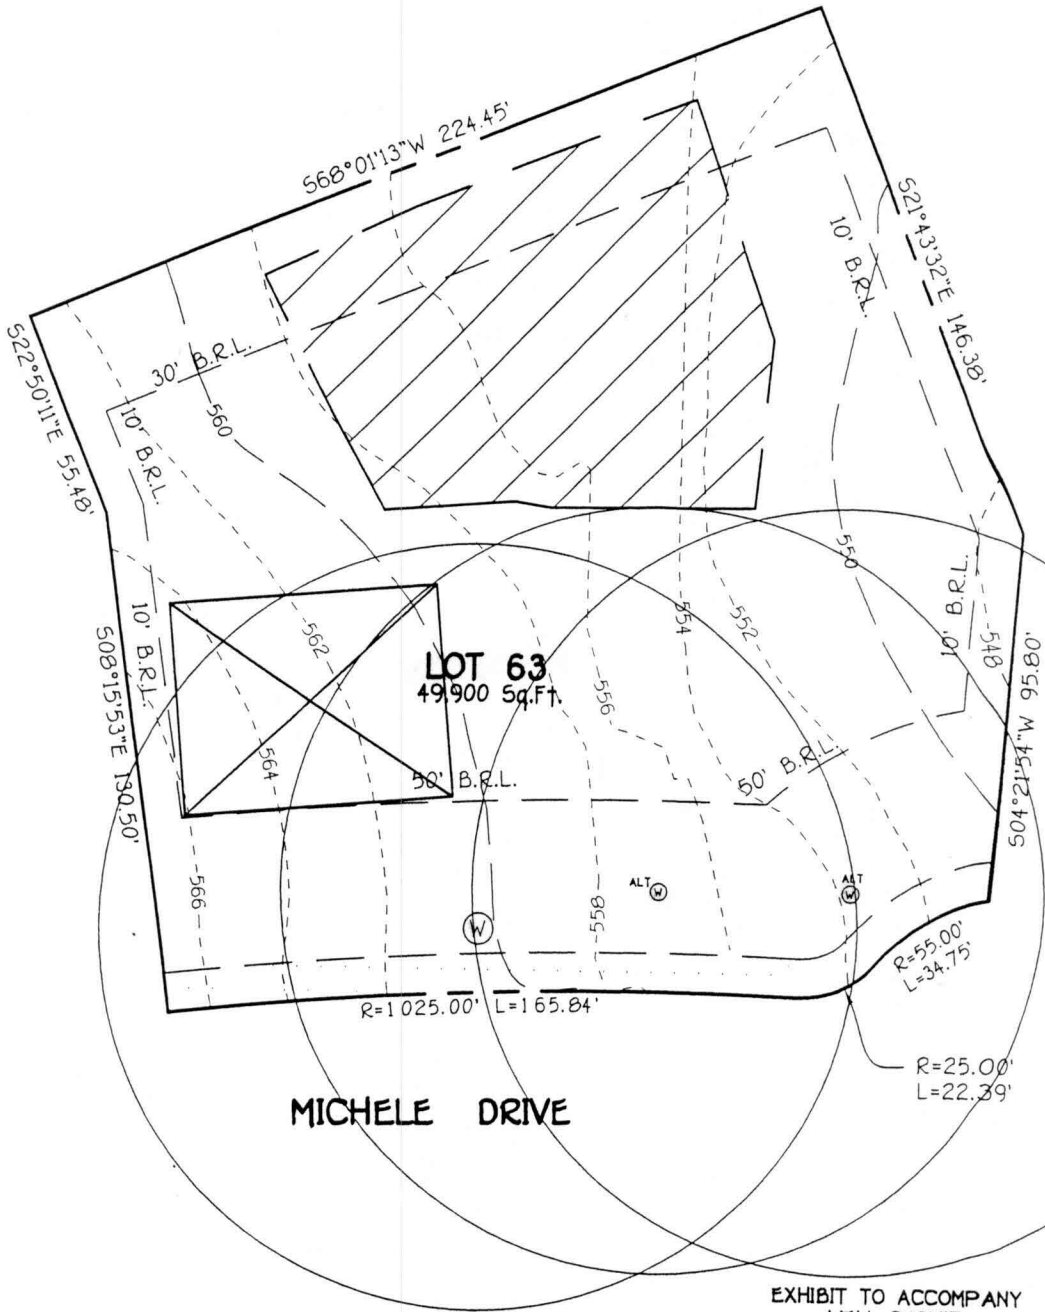 S68°01'13"W 224.45'
S21°43'32"E 146.38'
10' B.R.L.
S22°50'11"E 55.48'
30' B.R.L.
560
10' B.R.L.
550
10' B.R.L.
548
554
552
562
10' B.R.L.
S08°15'53"E 130.50'
LOT 63
49,900 Sq.Ft.
556
S04°21'54"W 95.80'
564
50' B.R.L.
50' B.R.L.
566
558
ALT W
ALT W
W
R=55.00'
L=34.75'
R=1025.00' L=165.84'
R=25.00'
L=22.39'
MICHELE DRIVE
EXHIBIT TO ACCOMPANY